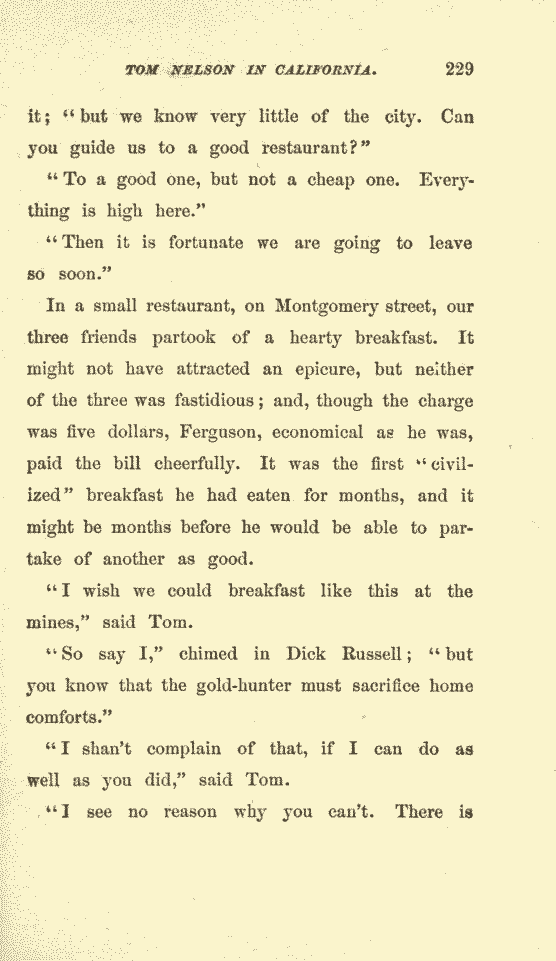 TOM NELSON IN CALIFORNIA. 229
it; "but we know very little of the city. Can
you guide us to a good restaurant?"
"To a good one, but not a cheap one. Every-
thing is high here."
"Then it is fortunate we are going to leave
so soon."
In a small restaurant, on Montgomery street, our
three friends partook of a hearty breakfast. It
might not have attracted an epicure, but neither
of the three was fastidious; and, though the charge
was five dollars, Ferguson, economical as he was,
paid the bill cheerfully. It was the first "civil-
ized" breakfast he had eaten for months, and it
might be months before he would be able to par-
take of another as good.
"I wish we could breakfast like this at the
mines," said Tom.
"So say I," chimed in Dick Russell; "but
you know that the gold-hunter must sacrifice home
comforts."
"I shan't complain of that, if I can do as
well as you did," said Tom.
"I see no reason why you can't. There is